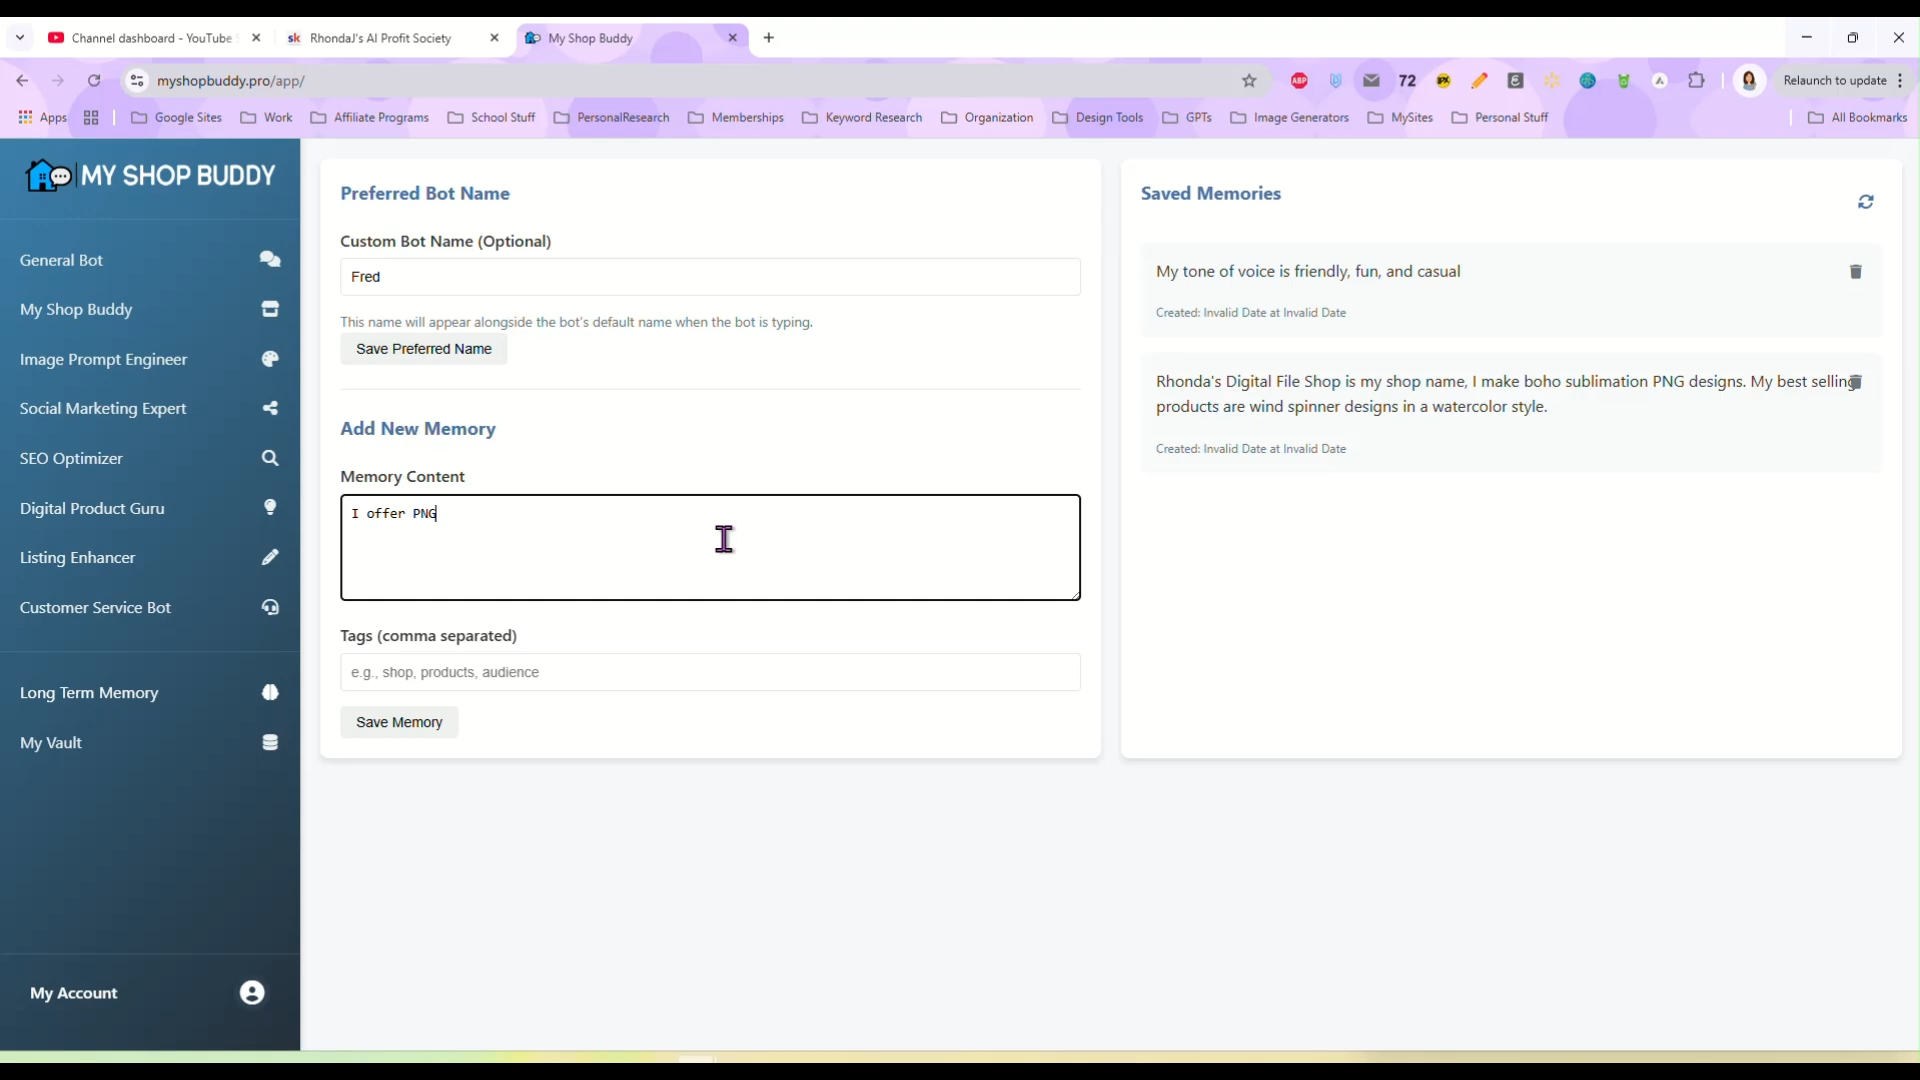 Channel dashboard - YouTube
sk RhondaJ's AI Profit Society
My Shop Buddy
myshopbuddy.pro/app/
ABP
72
Relaunch to update
Apps
Google Sites
Work
Affiliate Programs
School Stuff
PersonalResearch
Memberships
Keyword Research
Organization
Design Tools
GPTs
Image Generators
MySites
Personal Stuff
All Bookmarks
MY SHOP BUDDY
General Bot
My Shop Buddy
Image Prompt Engineer
Social Marketing Expert
SEO Optimizer
Digital Product Guru
Listing Enhancer
Customer Service Bot
Long Term Memory
My Vault
My Account
Preferred Bot Name
Custom Bot Name (Optional)
Fred
This name will appear alongside the bot's default name when the bot is typing.
Save Preferred Name
Add New Memory
Memory Content
I offer PNG
Tags (comma separated)
e.g., shop, products, audience
Save Memory
Saved Memories
My tone of voice is friendly, fun, and casual
Created: Invalid Date at Invalid Date
Rhonda's Digital File Shop is my shop name, I make boho sublimation PNG designs. My best selling
products are wind spinner designs in a watercolor style.
Created: Invalid Date at Invalid Date